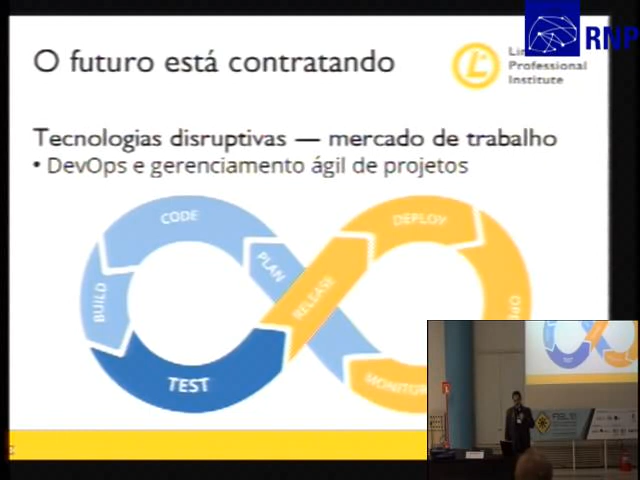 O futuro está contratando
Professional
Institute
RNP
Tecnologias disruptivas — mercado de trabalho
• DevOps e gerenciamento ágil de projetos
CODE
DEPLOY
PLAN
RELEASE
BUILD
TEST
MONITOR